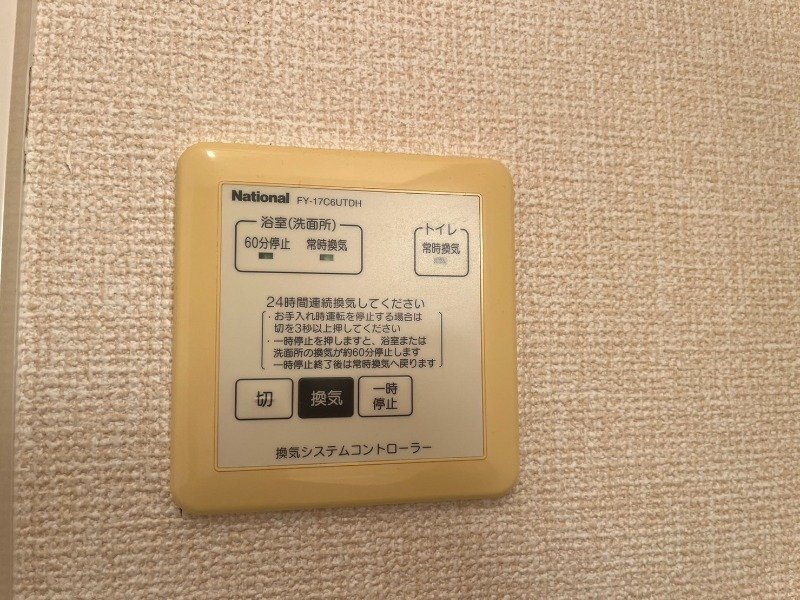 National FY-17C6UTDH
浴室(洗面所)
トイレ
60分停止 常時換気
常時換気
24時間連続換気してください
・お手入れ時運転を停止する場合は
切を3秒以上押してください
・一時停止を押しますと、浴室または
洗面所の換気が約60分停止します
一時停止終了後は常時換気へ戻ります
切
換気
一時
停止
換気システムコントローラー